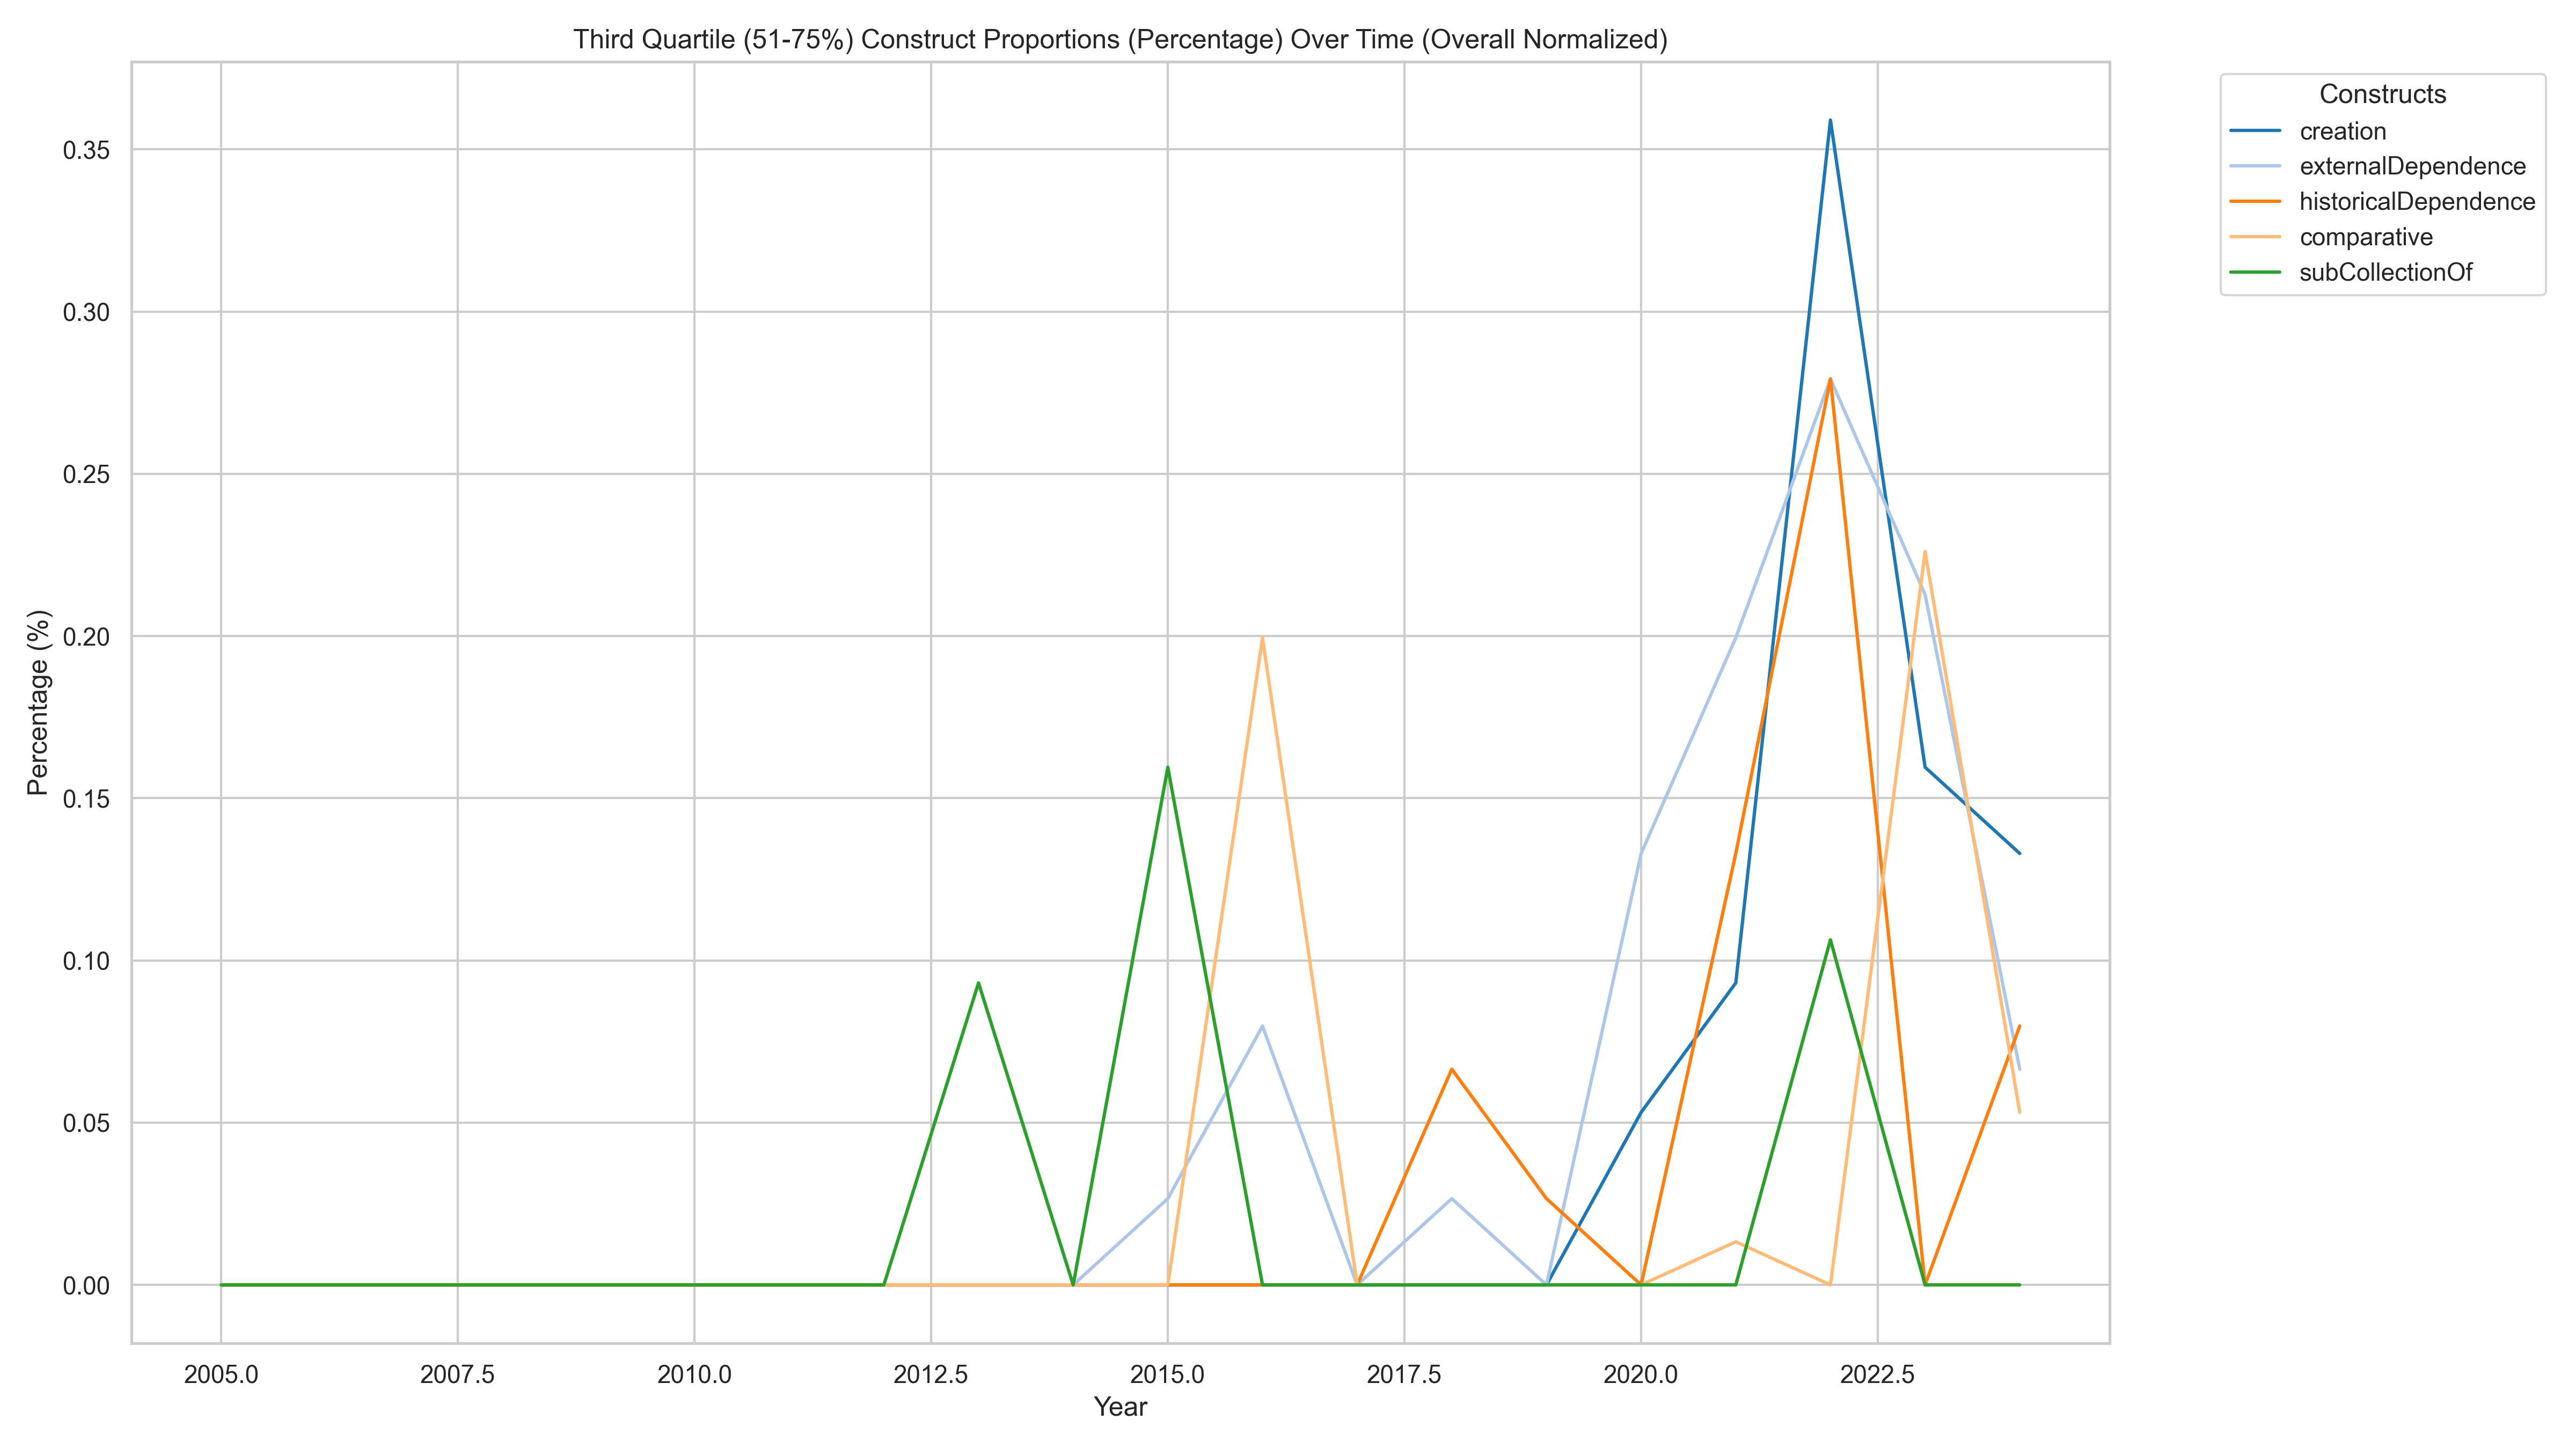 Third Quartile (51-75%) Construct Proportions (Percentage) Over Time (Overall Normalized)
Constructs
creation
externalDependence
historicalDependence
comparative
subCollectionOf
Percentage (%)
0.35
0.30
0.25
0.20
0.15
0.10
0.05
0.00
2005.0 2007.5 2010.0 2012.5 2015.0 2017.5 2020.0 2022.5
Year